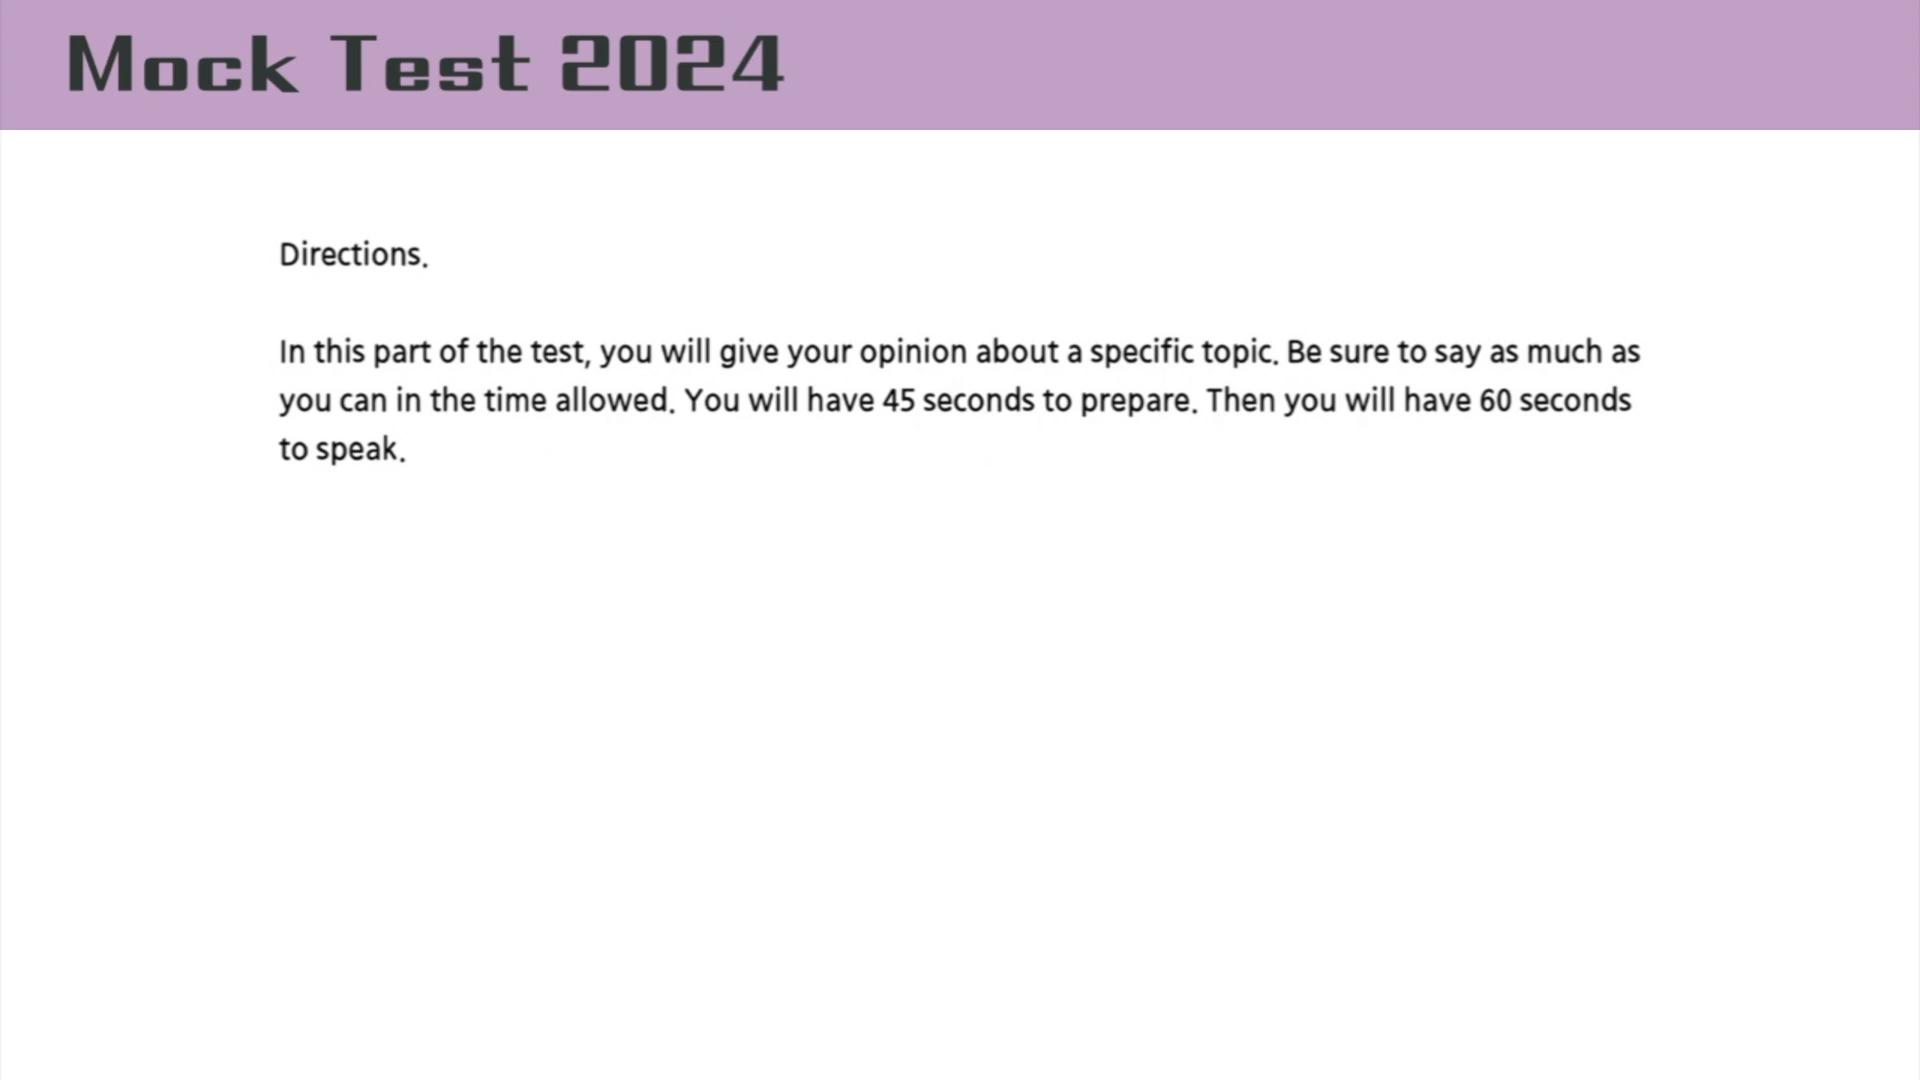 Mock Test 2024
Directions.
In this part of the test, you will give your opinion about a specific topic. Be sure to say as much as
you can in the time allowed. You will have 45 seconds to prepare. Then you will have 60 seconds
to speak.